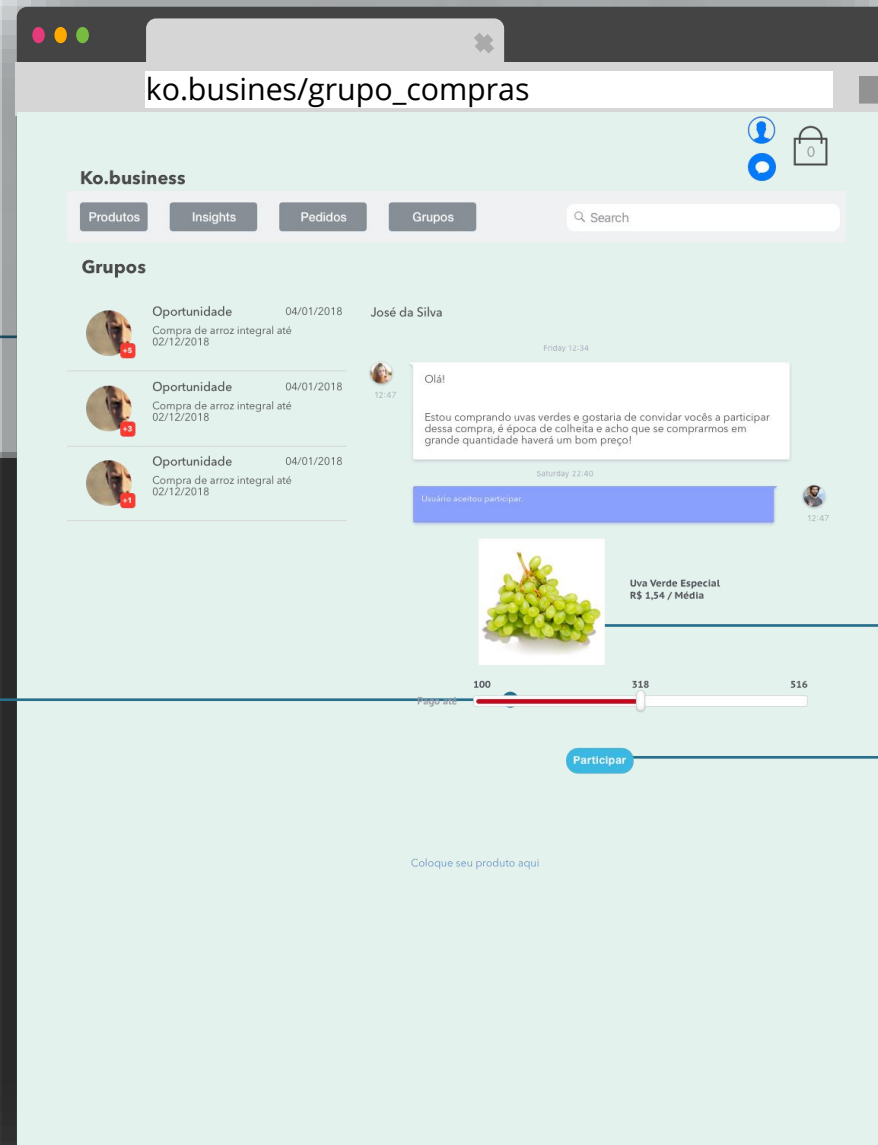 ko.busines/grupo_compras
0
Ko.business
Produtos
Insights
Pedidos
Grupos
Search
Grupos
Oportunidade 04/01/2018
Compra de arroz integral até
02/12/2018
+5
Oportunidade 04/01/2018
Compra de arroz integral até
02/12/2018
+3
Oportunidade 04/01/2018
Compra de arroz integral até
02/12/2018
+1
José da Silva
Friday 12:34
Olá!
Estou comprando uvas verdes e gostaria de convidar vocês a participar
dessa compra, é época de colheita e acho que se comprarmos em
grande quantidade haverá um bom preço!
12:47
Saturday 22:40
Usuário aceitou participar.
12:47
Uva Verde Especial
R$ 1,54 / Média
100 318 516
Pago até
Participar
Coloque seu produto aqui